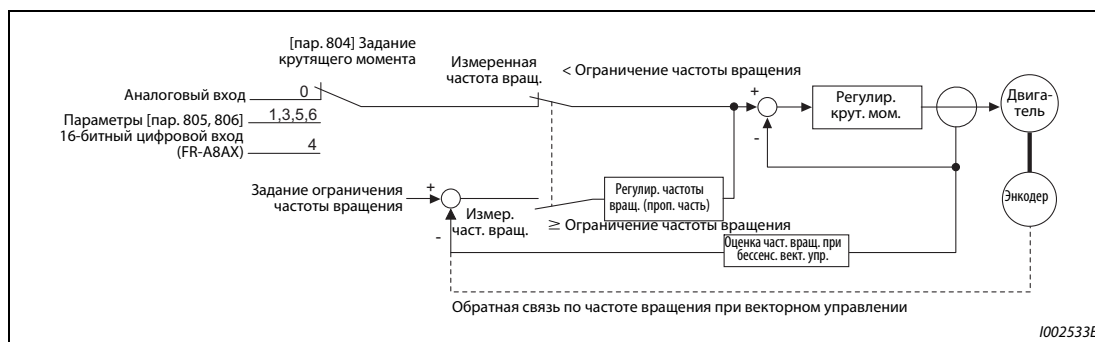 [пар. 804] Задание
крутящего момента
Измеренная
частота вращ.
< Ограничение частоты вращения
Аналоговый вход
0
Параметры [пар. 805, 806]
1,3,5,6
16-битный цифровой вход
(FR-A8AX)
4
+
-
Регулир.
крут. мом.
Двига-
тель
Задание ограничения
частоты вращения
+
-
Измер.
част. вращ.
Регулир. частоты
вращ. (проп. часть)
≥ Ограничение частоты вращения
Энкодер
Оценка част. вращ. при
бессенс. вект. упр.
Обратная связь по частоте вращения при векторном управлении
I002533E